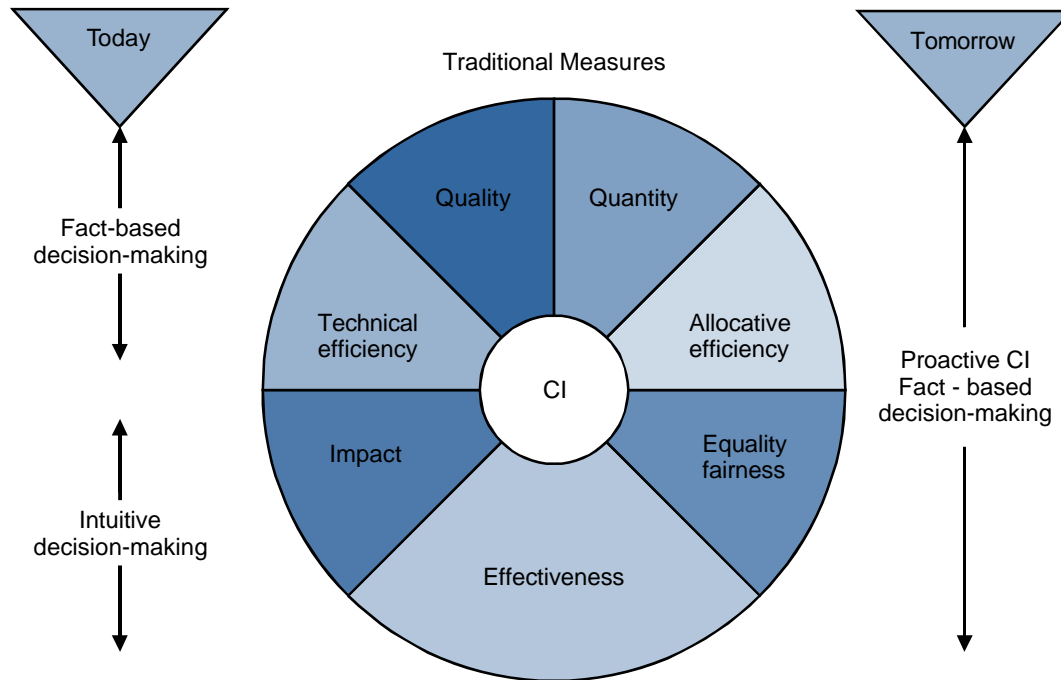 Today
Tomorrow
Traditional Measures
Quality
Quantity
Fact-based
decision-making
Technical
efficiency
Allocative
efficiency
CI
Proactive CI
Fact - based
decision-making
Impact
Equality
fairness
Intuitive
decision-making
Effectiveness